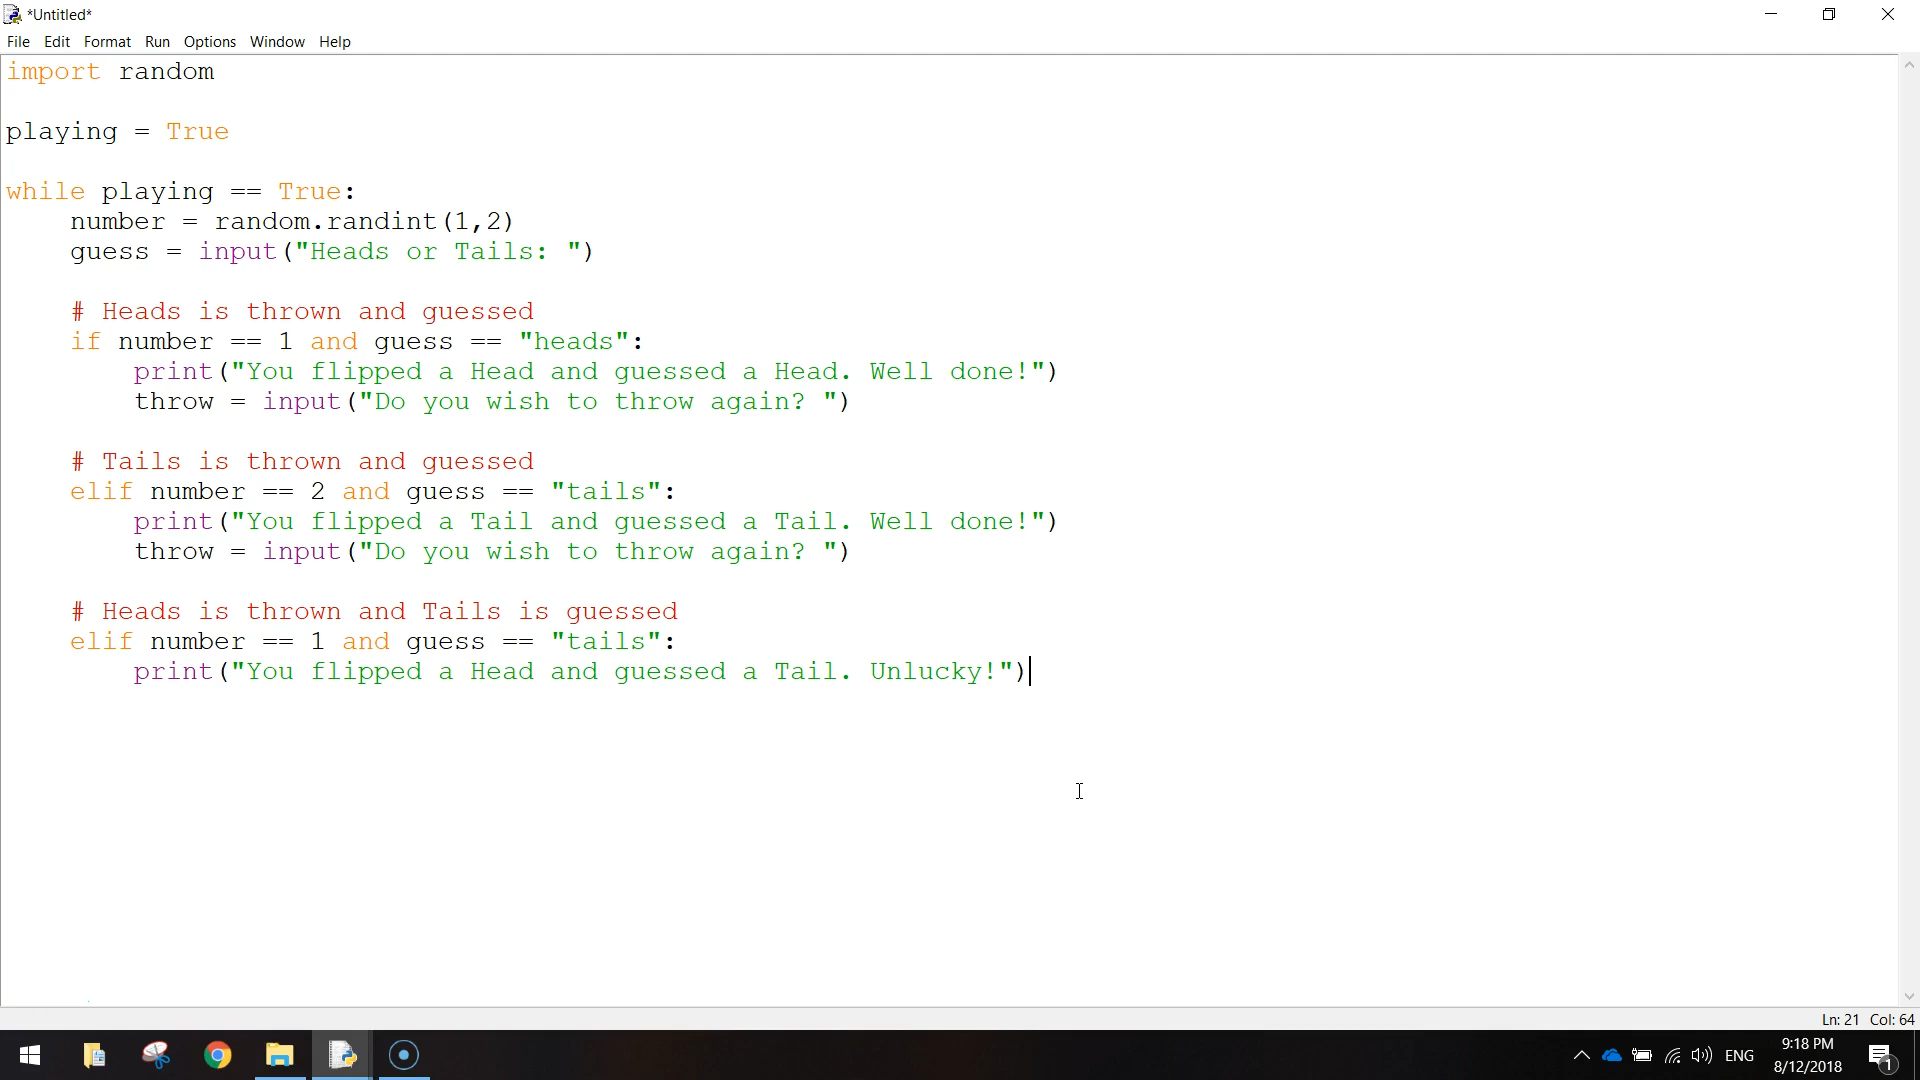 *Untitled*
File Edit Format Run Options Window Help
import random
playing = True
while playing == True:
    number = random.randint(1,2)
    guess = input("Heads or Tails: ")
    # Heads is thrown and guessed
    if number == 1 and guess == "heads":
        print("You flipped a Head and guessed a Head. Well done!")
        throw = input("Do you wish to throw again? ")
    # Tails is thrown and guessed
    elif number == 2 and guess == "tails":
        print("You flipped a Tail and guessed a Tail. Well done!")
        throw = input("Do you wish to throw again? ")
    # Heads is thrown and Tails is guessed
    elif number == 1 and guess == "tails":
        print("You flipped a Head and guessed a Tail. Unlucky!")
Ln: 21 Col: 64
ENG
9:18 PM
8/12/2018
1